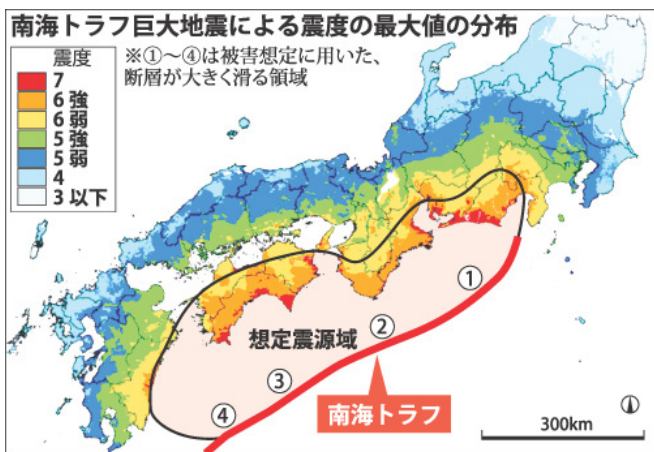 南海トラフ巨大地震による震度の最大値の分布
震度
7
6強
6弱
5強
5弱
4
3以下
※①～④は被害想定に用いた、
断層が大きく滑る領域
①
想定震源域
②
③
④
南海トラフ
300km